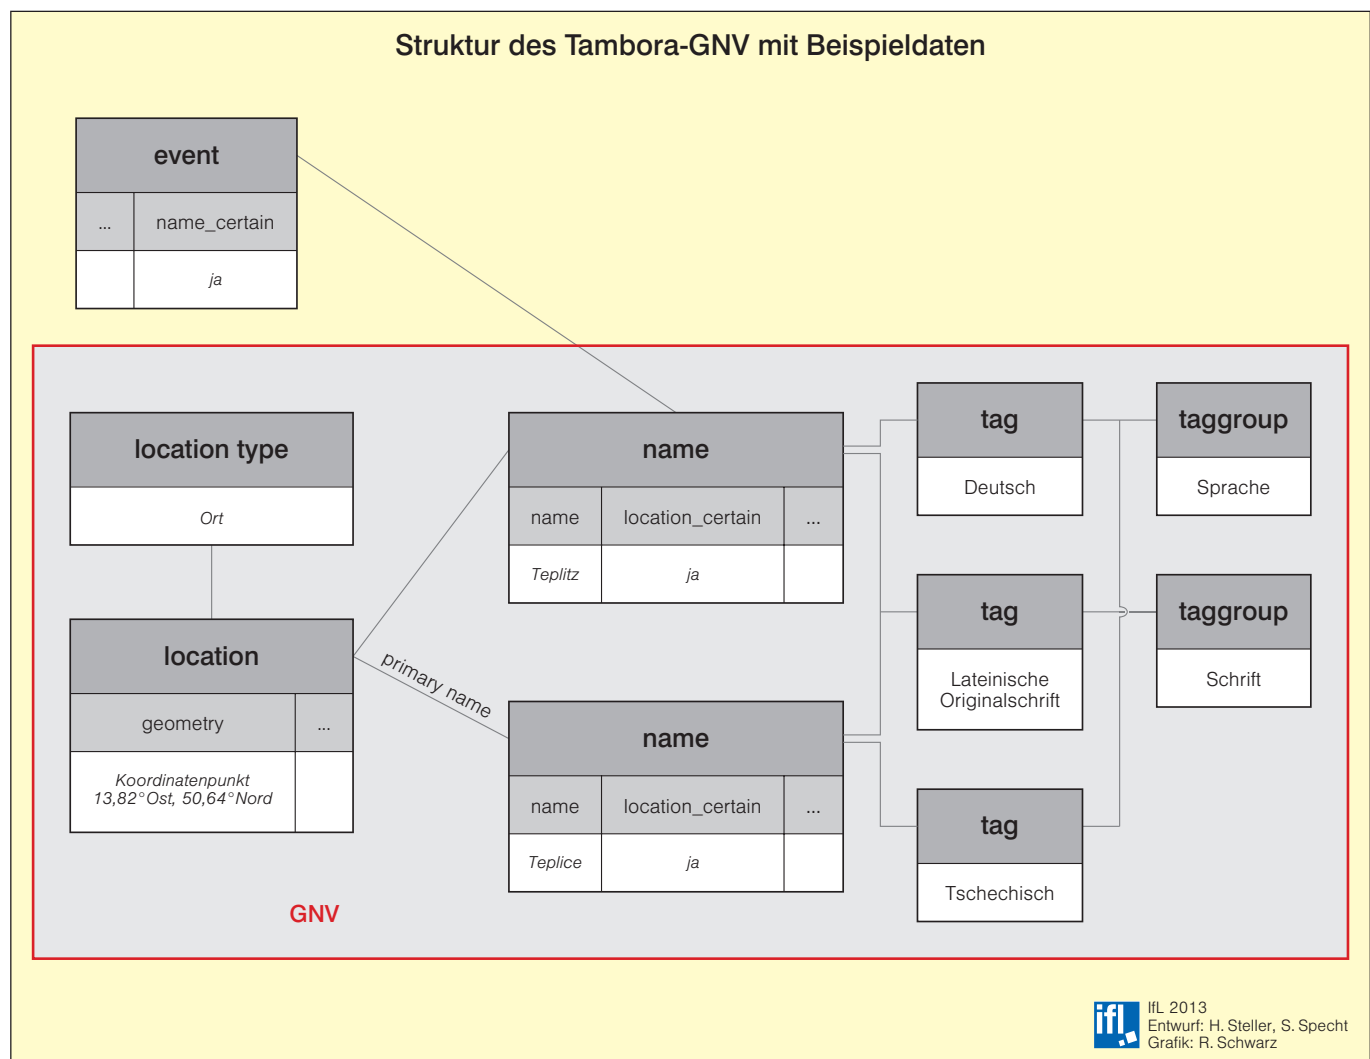 Struktur des Tambora-GNV mit Beispieldaten
event
... name_certain
ja
location type
Ort
location
geometry ...
Koordinatenpunkt
13,82°Ost, 50,64°Nord
primary name
name
name location_certain ...
Teplitz ja
name
name location_certain ...
Teplice ja
tag
Deutsch
taggroup
Sprache
tag
Lateinische
Originalschrift
taggroup
Schrift
tag
Tschechisch
GNV
ifl
IfL 2013
Entwurf: H. Steller, S. Specht
Grafik: R. Schwarz